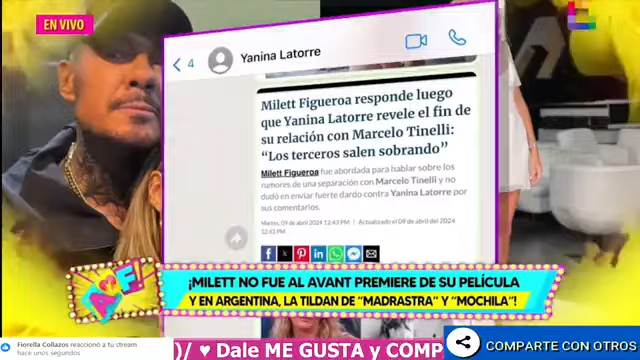 EN VIVO
4
Yanina Latorre
Milett Figueroa responde luego
que Yanina Latorre revele el fin de
su relación con Marcelo Tinelli:
“Los terceros salen sobrando”
Milett Figueroa fue abordada para hablar sobre los
rumores de una separación con Marcelo Tinelli y no
dudó en enviar fuerte dardo contra Yanina Latorre por
sus comentarios.
Martes, 09 de abril 2024 12:43 PM | Actualizado el 09 de abril del 2024
12:43 PM
¡MILETT NO FUE AL AVANT PREMIERE DE SU PELÍCULA
Y EN ARGENTINA, LA TILDAN DE “MADRASTRA” Y “MOCHILA”!
Fiorella Collazos reaccionó a tu stream
hace unos segundos
)/ ♥ Dale ME GUSTA y COMP
COMPARTE CON OTROS